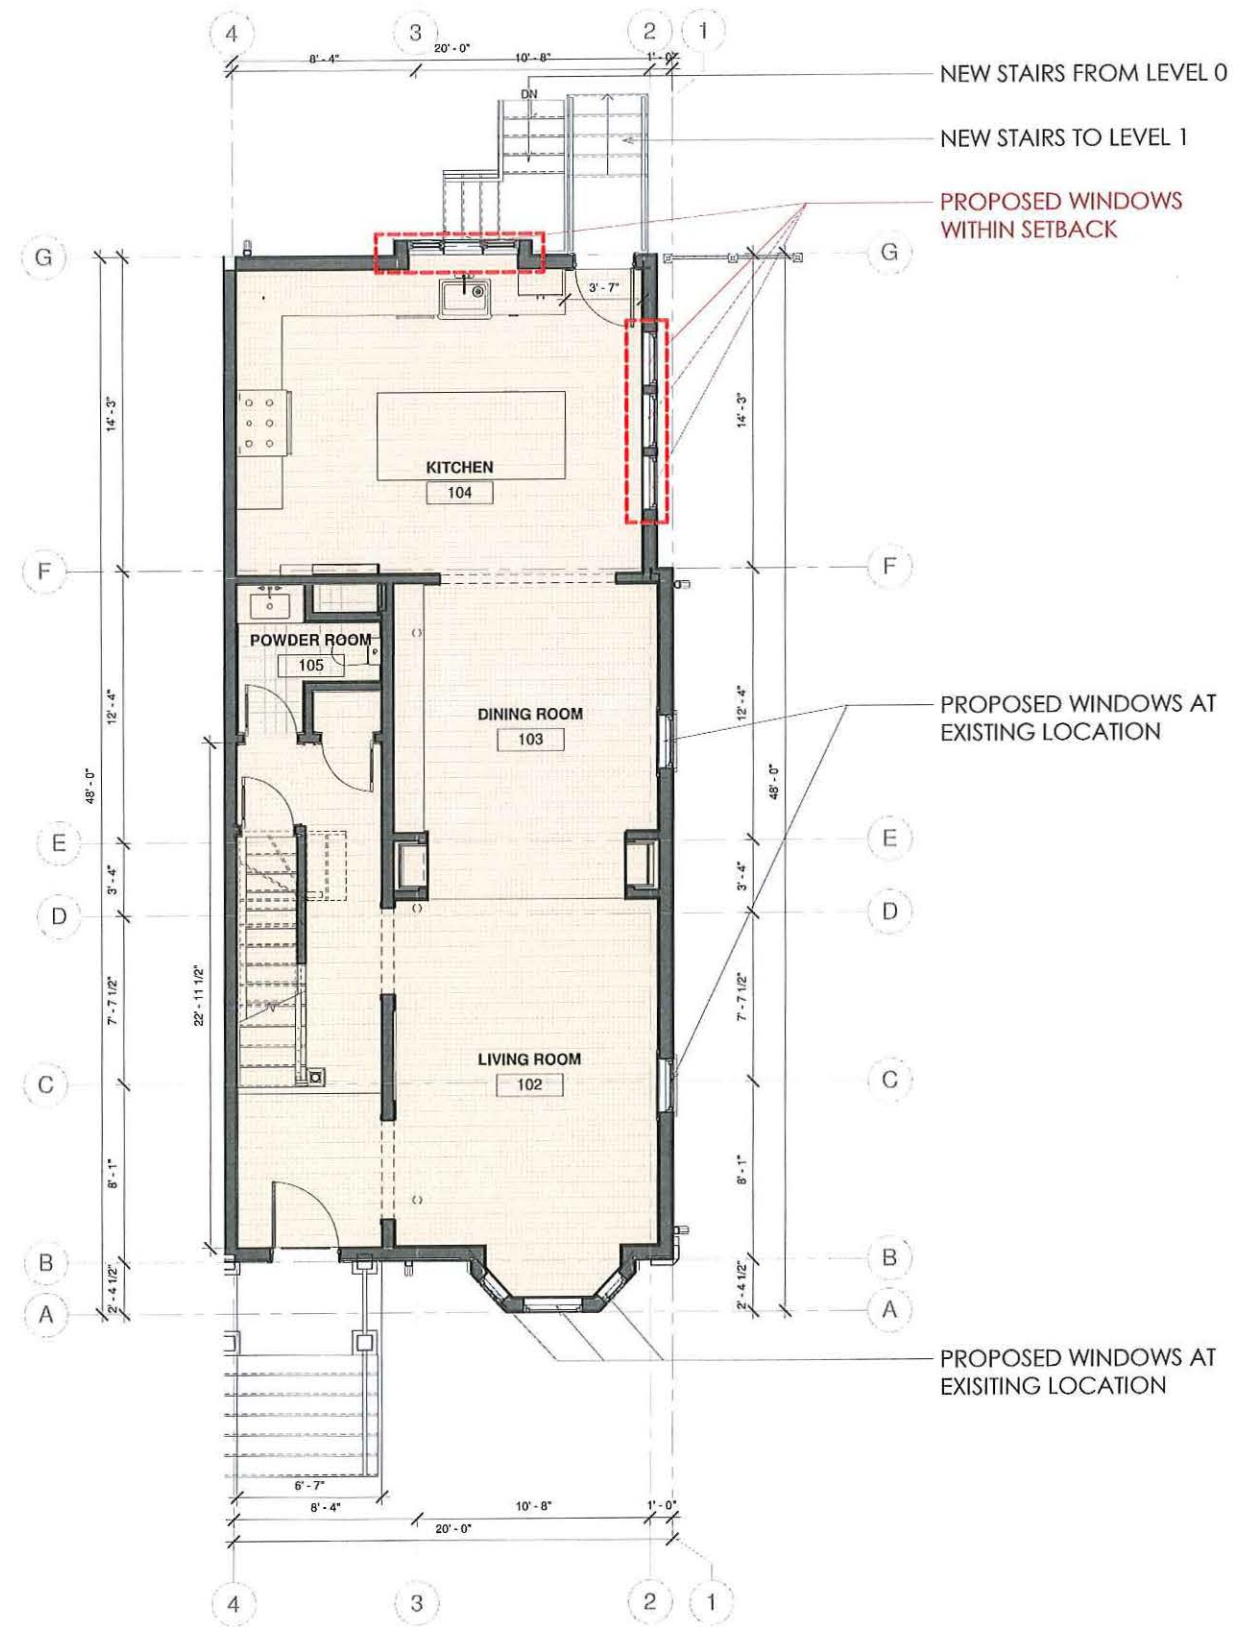 4 3 2 1
20' - 0"
8' - 4" 10' - 8" 1' - 0"
NEW STAIRS FROM LEVEL 0
DN
NEW STAIRS TO LEVEL 1
PROPOSED WINDOWS
WITHIN SETBACK
G G
3' - 7"
14' - 3" 14' - 3"
KITCHEN
104
F F
POWDER ROOM
105
12' - 4" 12' - 4"
PROPOSED WINDOWS AT
EXISTING LOCATION
DINING ROOM
103
48' - 0" 48' - 0"
E E
3' - 4" 3' - 4"
D D
22' - 11 1/2"
7' - 7 1/2" 7' - 7 1/2"
LIVING ROOM
102
C C
8' - 1" 8' - 1"
B B
2' - 4 1/2" 2' - 4 1/2"
A A
PROPOSED WINDOWS AT
EXISITING LOCATION
6' - 7"
8' - 4" 10' - 8" 1' - 0"
20' - 0"
4 3 2 1